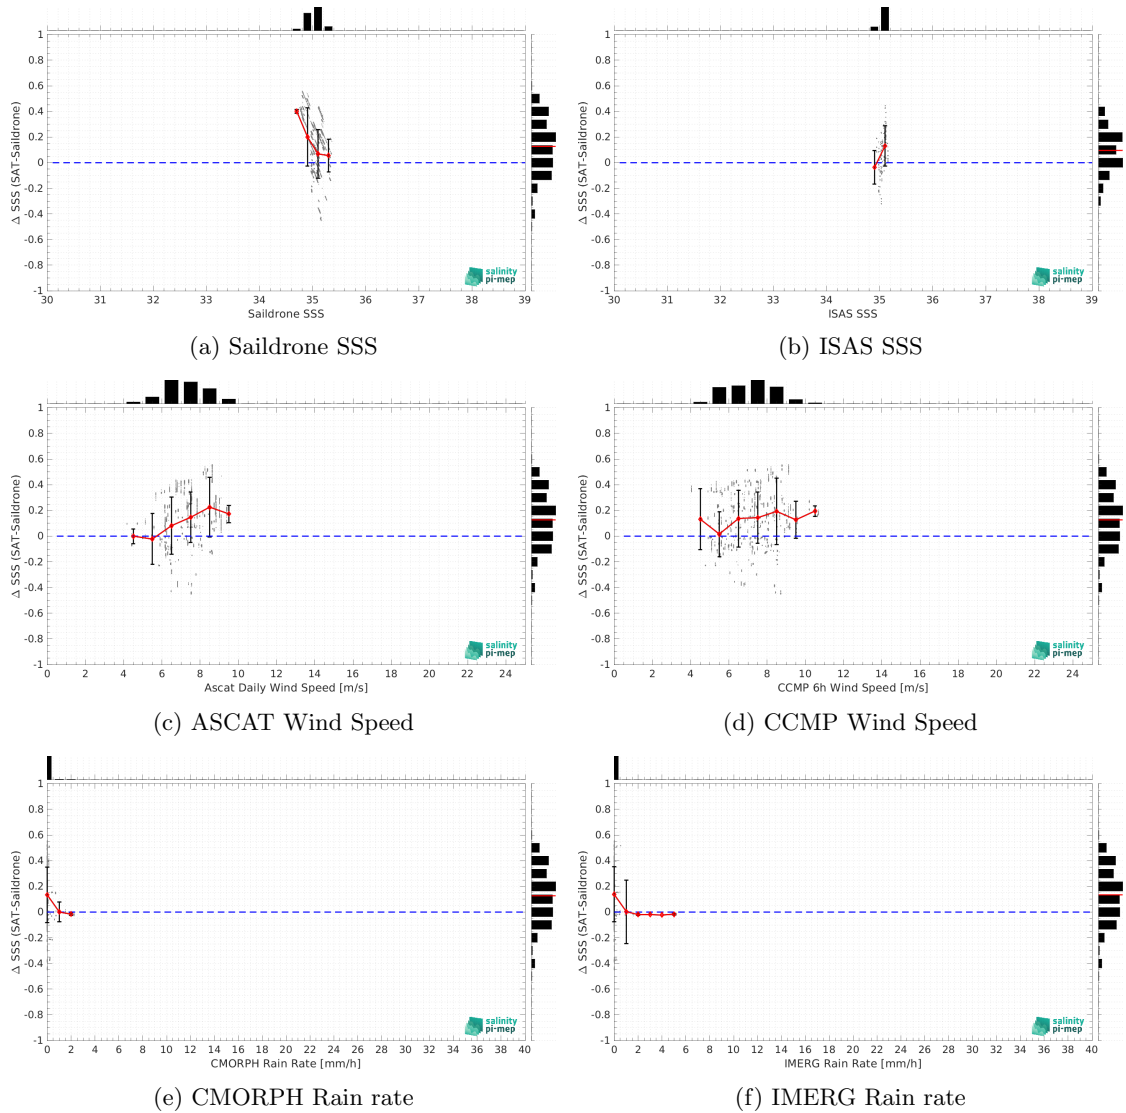 1
0.8
0.6
0.4
0.2
0
-0.2
-0.4
-0.6
-0.8
-1
Δ SSS (SAT-Saildrone)
salinity
pi-mep
30 31 32 33 34 35 36 37 38 39
Saildrone SSS
(a) Saildrone SSS
1
0.8
0.6
0.4
0.2
0
-0.2
-0.4
-0.6
-0.8
-1
Δ SSS (SAT-Saildrone)
salinity
pi-mep
30 31 32 33 34 35 36 37 38 39
ISAS SSS
(b) ISAS SSS
1
0.8
0.6
0.4
0.2
0
-0.2
-0.4
-0.6
-0.8
-1
Δ SSS (SAT-Saildrone)
salinity
pi-mep
0 2 4 6 8 10 12 14 16 18 20 22 24
Ascat Daily Wind Speed [m/s]
(c) ASCAT Wind Speed
1
0.8
0.6
0.4
0.2
0
-0.2
-0.4
-0.6
-0.8
-1
Δ SSS (SAT-Saildrone)
salinity
pi-mep
0 2 4 6 8 10 12 14 16 18 20 22 24
CCMP 6h Wind Speed [m/s]
(d) CCMP Wind Speed
1
0.8
0.6
0.4
0.2
0
-0.2
-0.4
-0.6
-0.8
-1
Δ SSS (SAT-Saildrone)
salinity
pi-mep
0 2 4 6 8 10 12 14 16 18 20 22 24 26 28 30 32 34 36 38 40
CMORPH Rain Rate [mm/h]
(e) CMORPH Rain rate
1
0.8
0.6
0.4
0.2
0
-0.2
-0.4
-0.6
-0.8
-1
Δ SSS (SAT-Saildrone)
salinity
pi-mep
0 2 4 6 8 10 12 14 16 18 20 22 24 26 28 30 32 34 36 38 40
IMERG Rain Rate [mm/h]
(f) IMERG Rain rate